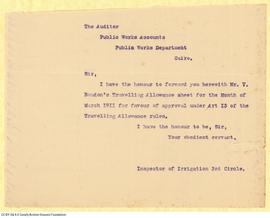 The Auditor
Public Works Accounts
Public Works Department
Cairo.
Sir,
I have the honour to forward you herewith Mr. V.
Boudon's Travelling Allowance sheet for the Month of
March 1911 for favour of approval under Art 13 of the
Travelling Allowance rules.
I have the honour to be, Sir,
Your obedient servant.
Inspector of Irrigation 3rd Circle.